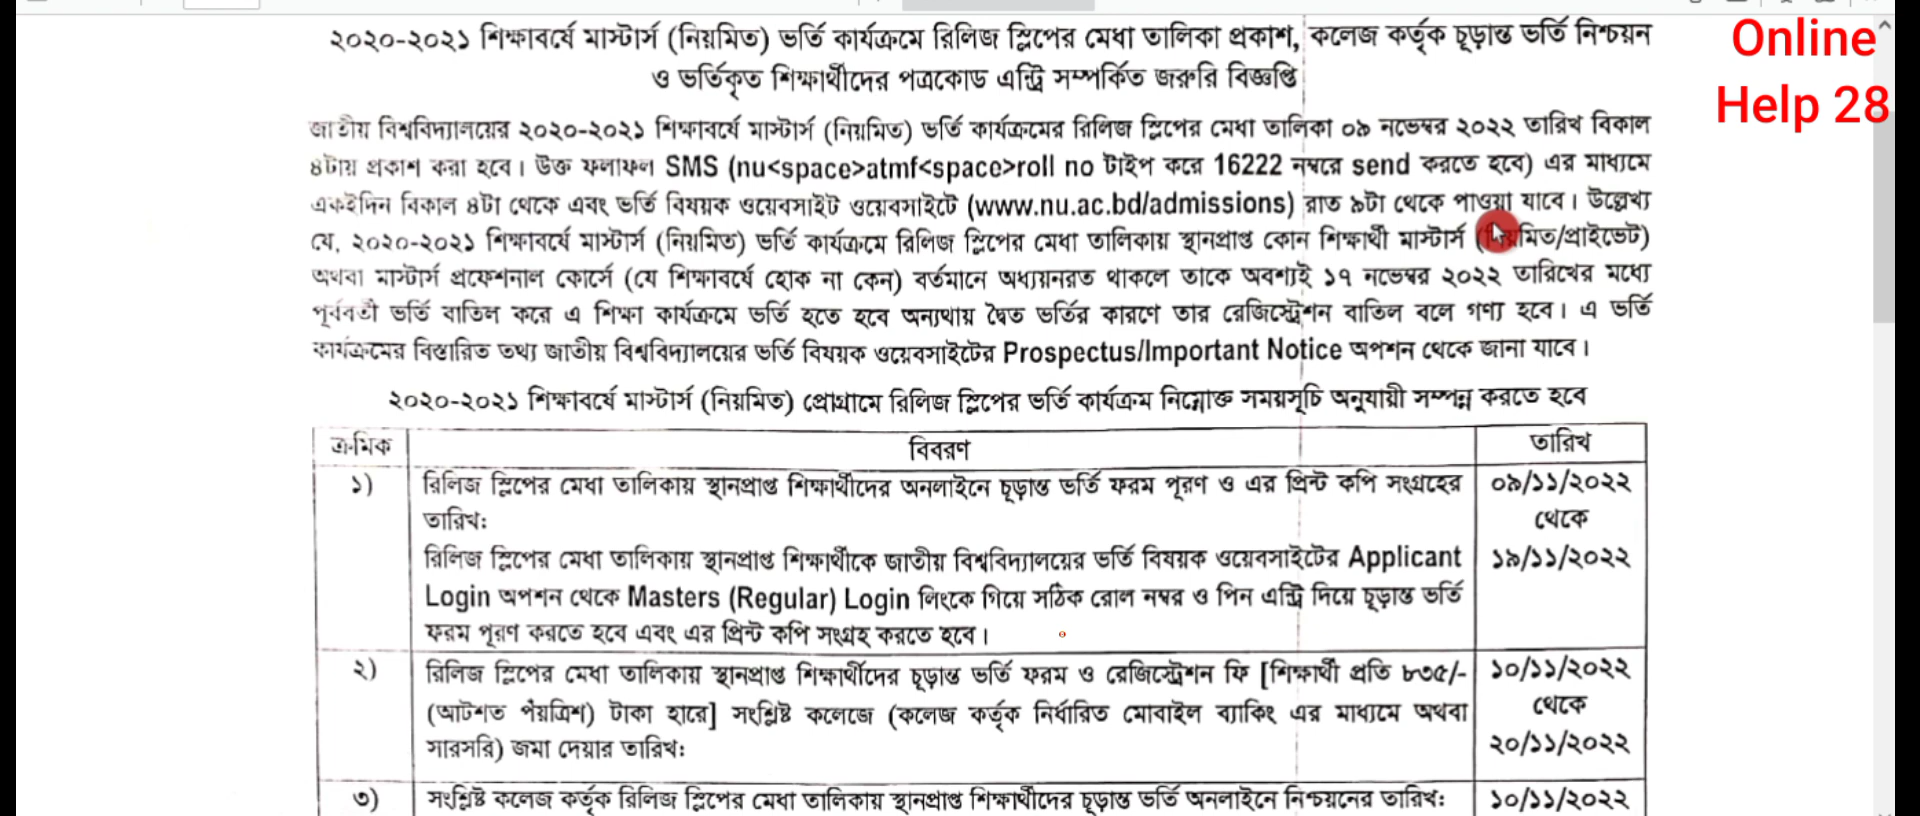 ২০২০-২০২১ শিক্ষাবর্ষে মাস্টার্স (নিয়মিত) ভর্তি কার্যক্রমে রিলিজ স্লিপের মেধা তালিকা প্রকাশ, কলেজ কর্তৃক চূড়ান্ত ভর্তি নিশ্চয়ন
ও ভর্তিকৃত শিক্ষার্থীদের পত্রকোড এন্ট্রি সম্পর্কিত জরুরি বিজ্ঞপ্তি
Online
Help 28
জাতীয় বিশ্ববিদ্যালয়ের ২০২০-২০২১ শিক্ষাবর্ষে মাস্টার্স (নিয়মিত) ভর্তি কার্যক্রমের রিলিজ স্লিপের মেধা তালিকা ০৯ নভেম্বর ২০২২ তারিখ বিকাল
৪টায় প্রকাশ করা হবে। উক্ত ফলাফল SMS (nu<space>atmf<space>roll no টাইপ করে 16222 নম্বরে send করতে হবে) এর মাধ্যমে
একইদিন বিকাল ৪টা থেকে এবং ভর্তি বিষয়ক ওয়েবসাইট ওয়েবসাইটে (www.nu.ac.bd/admissions) রাত ৯টা থেকে পাওয়া যাবে। উল্লেখ্য
যে, ২০২০-২০২১ শিক্ষাবর্ষে মাস্টার্স (নিয়মিত) ভর্তি কার্যক্রমে রিলিজ স্লিপের মেধা তালিকায় স্থানপ্রাপ্ত কোন শিক্ষার্থী মাস্টার্স (নিয়মিত/প্রাইভেট)
অথবা মাস্টার্স প্রফেশনাল কোর্সে (যে শিক্ষাবর্ষে হোক না কেন) বর্তমানে অধ্যয়নরত থাকলে তাকে অবশ্যই ১৭ নভেম্বর ২০২২ তারিখের মধ্যে
পূর্ববর্তী ভর্তি বাতিল করে এ শিক্ষা কার্যক্রমে ভর্তি হতে হবে অন্যথায় দ্বৈত ভর্তির কারণে তার রেজিস্ট্রেশন বাতিল বলে গণ্য হবে। এ ভর্তি
কার্যক্রমের বিস্তারিত তথ্য জাতীয় বিশ্ববিদ্যালয়ের ভর্তি বিষয়ক ওয়েবসাইটের Prospectus/Important Notice অপশন থেকে জানা যাবে।
২০২০-২০২১ শিক্ষাবর্ষে মাস্টার্স (নিয়মিত) প্রোগ্রামে রিলিজ স্লিপের ভর্তি কার্যক্রম নিম্নোক্ত সময়সূচি অনুযায়ী সম্পন্ন করতে হবে
ক্রমিক বিবরণ তারিখ
১) রিলিজ স্লিপের মেধা তালিকায় স্থানপ্রাপ্ত শিক্ষার্থীদের অনলাইনে চূড়ান্ত ভর্তি ফরম পূরণ ও এর প্রিন্ট কপি সংগ্রহের ০৯/১১/২০২২
তারিখ: থেকে
রিলিজ স্লিপের মেধা তালিকায় স্থানপ্রাপ্ত শিক্ষার্থীকে জাতীয় বিশ্ববিদ্যালয়ের ভর্তি বিষয়ক ওয়েবসাইটের Applicant ১৯/১১/২০২২
Login অপশন থেকে Masters (Regular) Login লিংকে গিয়ে সঠিক রোল নম্বর ও পিন এন্ট্রি দিয়ে চূড়ান্ত ভর্তি
ফরম পূরণ করতে হবে এবং এর প্রিন্ট কপি সংগ্রহ করতে হবে।
২) রিলিজ স্লিপের মেধা তালিকায় স্থানপ্রাপ্ত শিক্ষার্থীদের চূড়ান্ত ভর্তি ফরম ও রেজিস্ট্রেশন ফি [শিক্ষার্থী প্রতি ৮৩৫/- ১০/১১/২০২২
(আটশত পঁয়ত্রিশ) টাকা হারে] সংশ্লিষ্ট কলেজে (কলেজ কর্তৃক নির্ধারিত মোবাইল ব্যাকিং এর মাধ্যমে অথবা থেকে
সারসরি) জমা দেয়ার তারিখ: ২০/১১/২০২২
৩) সংশ্লিষ্ট কলেজ কর্তৃক রিলিজ স্লিপের মেধা তালিকায় স্থানপ্রাপ্ত শিক্ষার্থীদের চূড়ান্ত ভর্তি অনলাইনে নিশ্চয়নের তারিখ: ১০/১১/২০২২